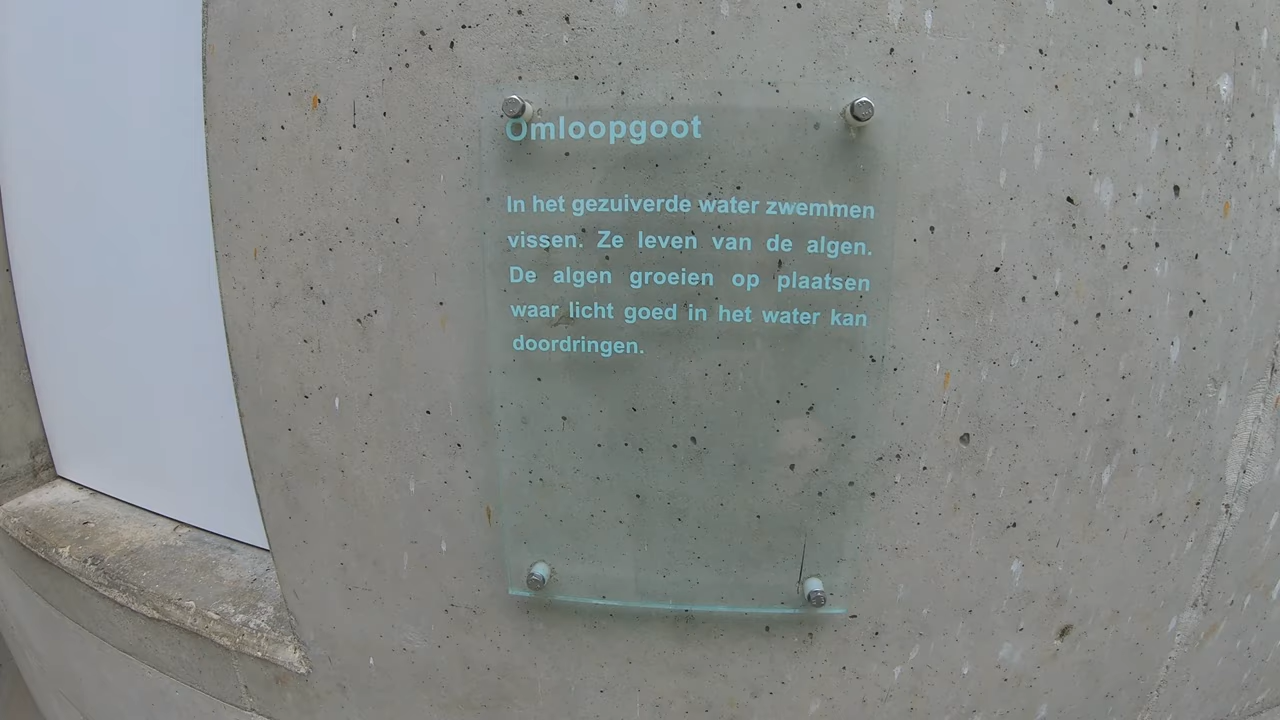 Omloopgoot
In het gezuiverde water zwemmen
vissen. Ze leven van de algen.
De algen groeien op plaatsen
waar licht goed in het water kan
doordringen.